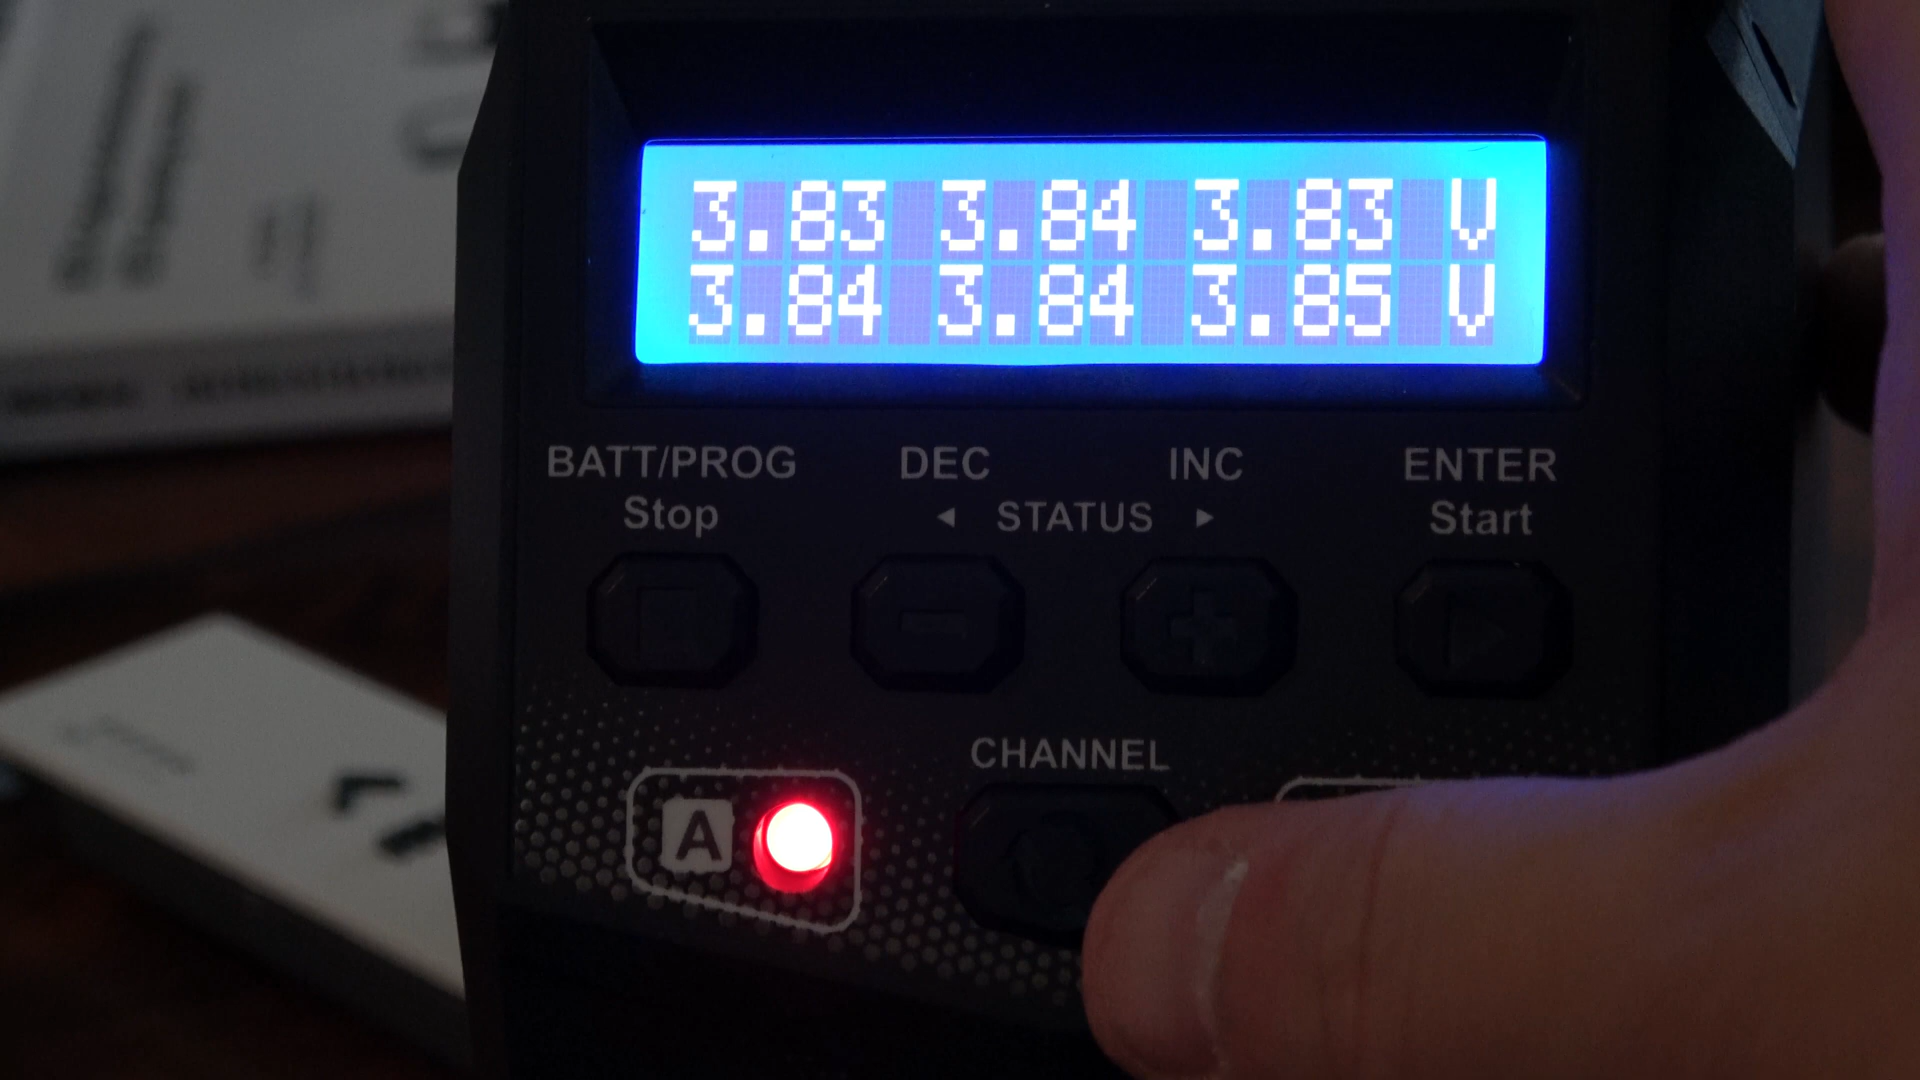 3.83 3.84 3.83 V
3.84 3.84 3.85 V
BATT/PROG DEC INC ENTER
Stop ◄ STATUS ► Start
CHANNEL
A